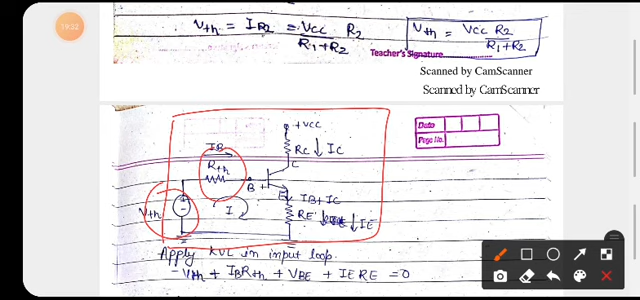 19:32
Vth = I R2 = VCC R2 / R1+R2
Vth = VCC R2 / R1+R2
Teacher's Signature
Scanned by CamScanner
Scanned by CamScanner
+VCC
Date
Page No.
RC ↓ IC
IB
Rth
C
B +
E
IB + IC
Vth
+
-
I
RE ↓ IE
Apply KVL in input loop.
- Vth + IBRth + VBE + IERE = 0